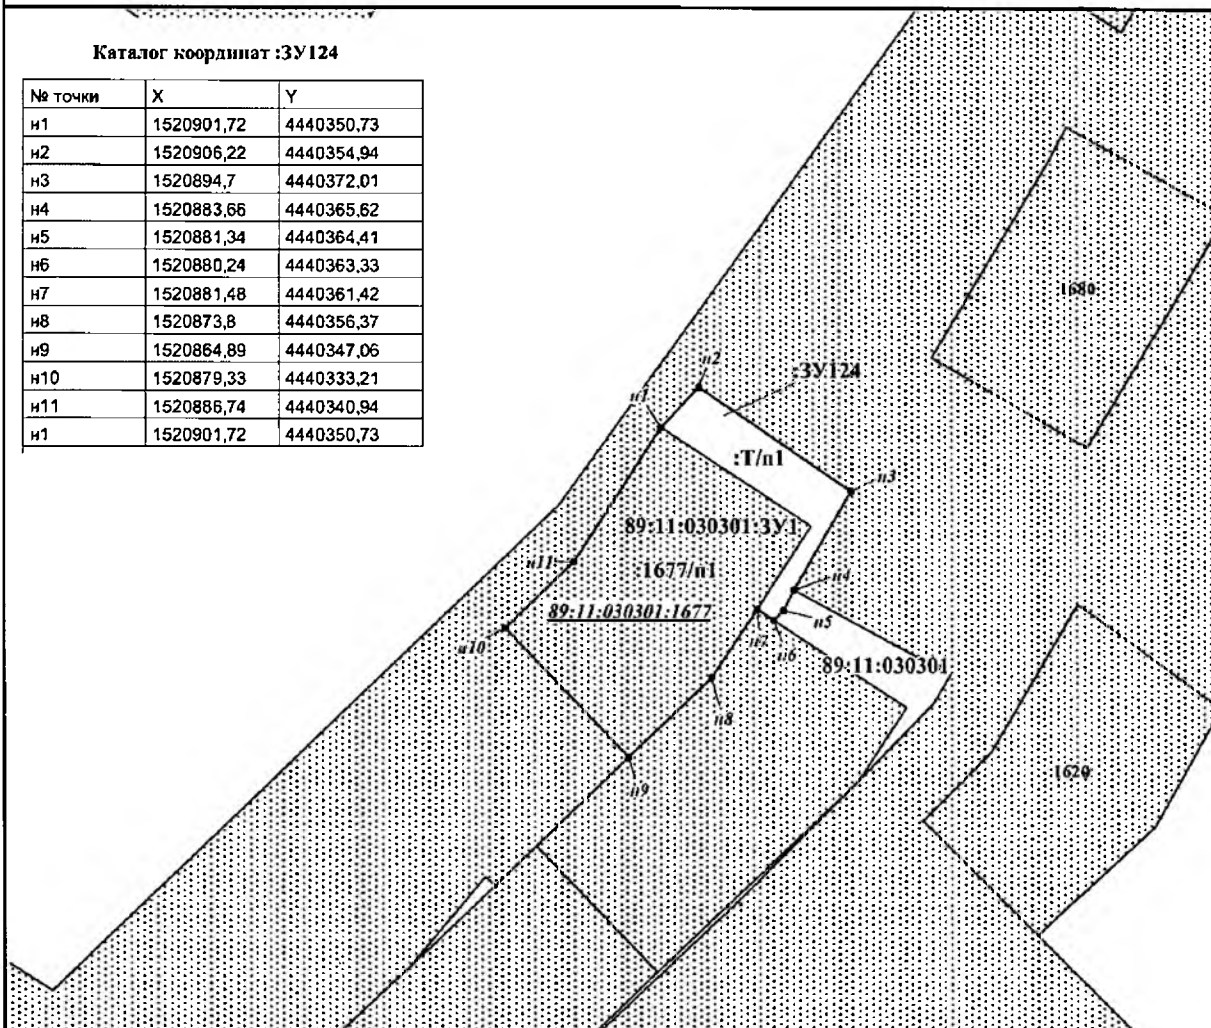 Каталог координат :ЗУ124
№ точки X Y
н1 1520901,72 4440350,73
н2 1520906,22 4440354,94
н3 1520894,7 4440372,01
н4 1520883,66 4440365,62
н5 1520881,34 4440364,41
н6 1520880,24 4440363,33
н7 1520881,48 4440361,42
н8 1520873,8 4440356,37
н9 1520864,89 4440347,06
н10 1520879,33 4440333,21
н11 1520886,74 4440340,94
н1 1520901,72 4440350,73
1680
н2
:ЗУ124
н1
:Т/п1
н3
89:11:030301:ЗУ1
н11
:1677/п1
н4
89:11:030301:1677
н5
н7
н6
н10
89:11:030301
н8
1620
н9